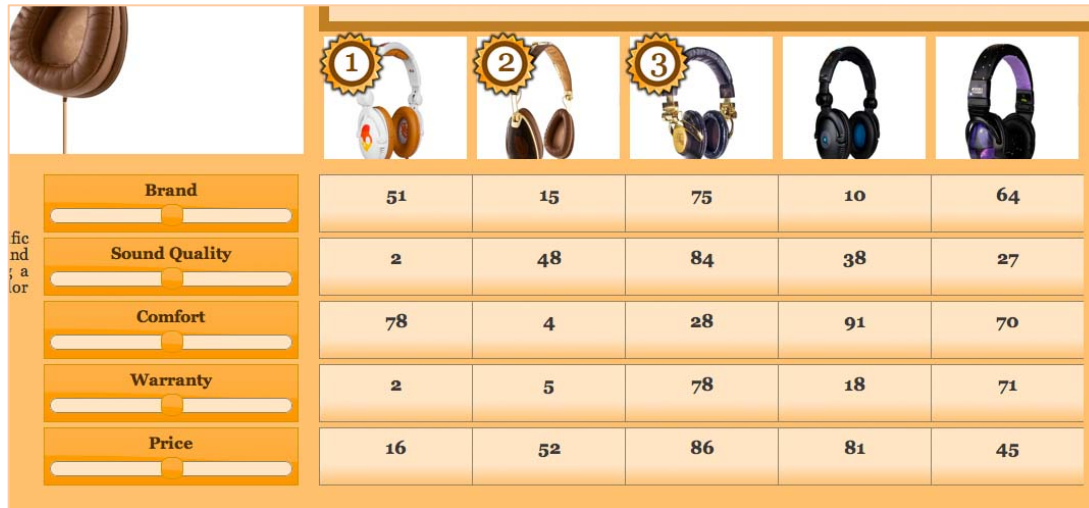 1 2 3
Brand 51 15 75 10 64
Sound Quality 2 48 84 38 27
Comfort 78 4 28 91 70
Warranty 2 5 78 18 71
Price 16 52 86 81 45